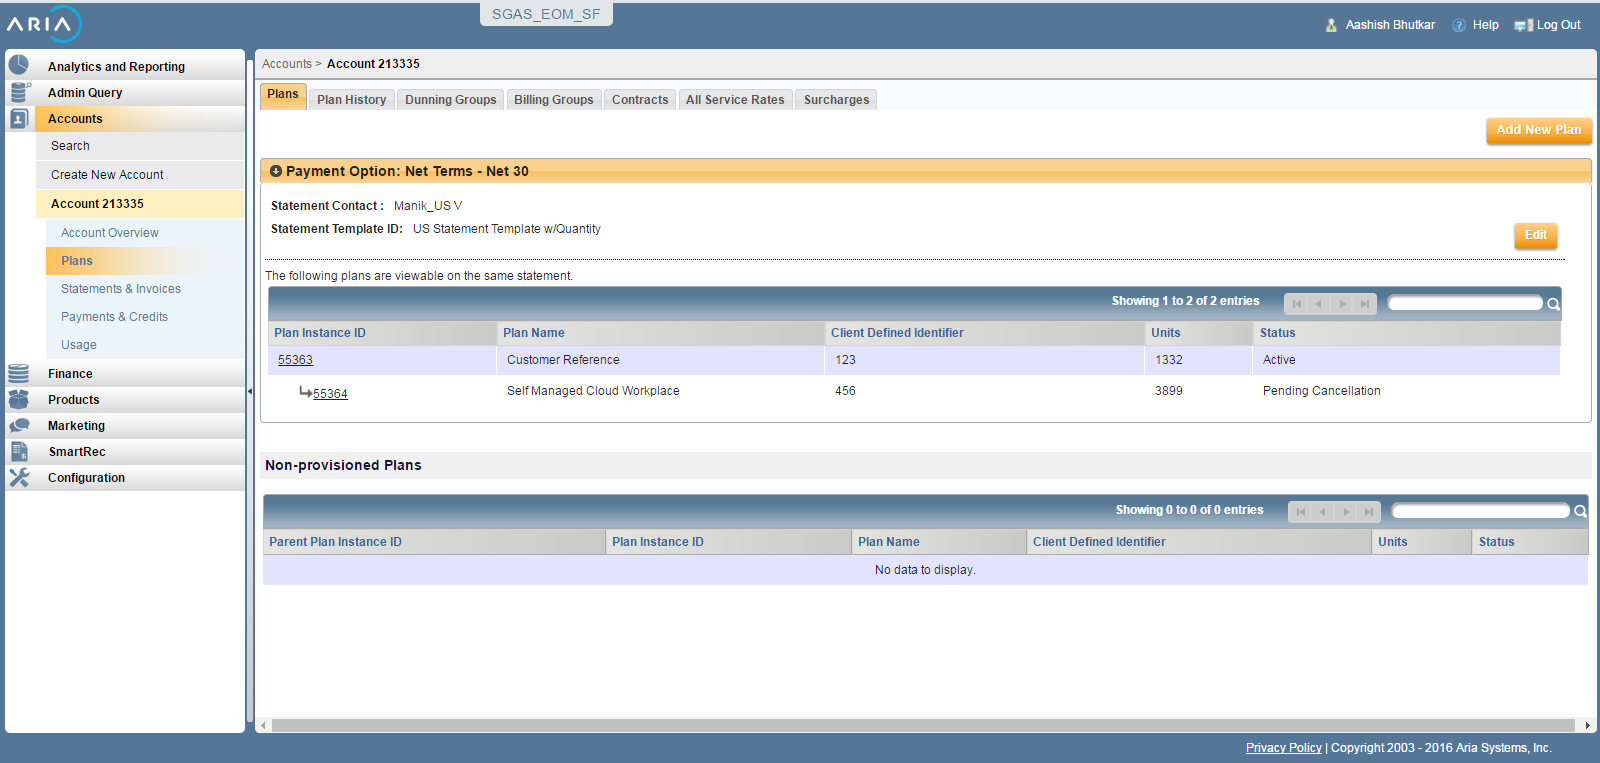 SGAS_EOM_SF
ARIA
Aashish Bhutkar Help Log Out
Analytics and Reporting
Admin Query
Accounts
Search
Create New Account
Account 213335
Account Overview
Plans
Statements & Invoices
Payments & Credits
Usage
Finance
Products
Marketing
SmartRec
Configuration
Accounts > Account 213335
Plans Plan History Dunning Groups Billing Groups Contracts All Service Rates Surcharges
Add New Plan
Payment Option: Net Terms - Net 30
Statement Contact : Manik_US V
Statement Template ID: US Statement Template w/Quantity
Edit
The following plans are viewable on the same statement.
Showing 1 to 2 of 2 entries
Plan Instance ID Plan Name Client Defined Identifier Units Status
55363 Customer Reference 123 1332 Active
55364 Self Managed Cloud Workplace 456 3899 Pending Cancellation
Non-provisioned Plans
Showing 0 to 0 of 0 entries
Parent Plan Instance ID Plan Instance ID Plan Name Client Defined Identifier Units Status
No data to display.
Privacy Policy | Copyright 2003 - 2016 Aria Systems, Inc.